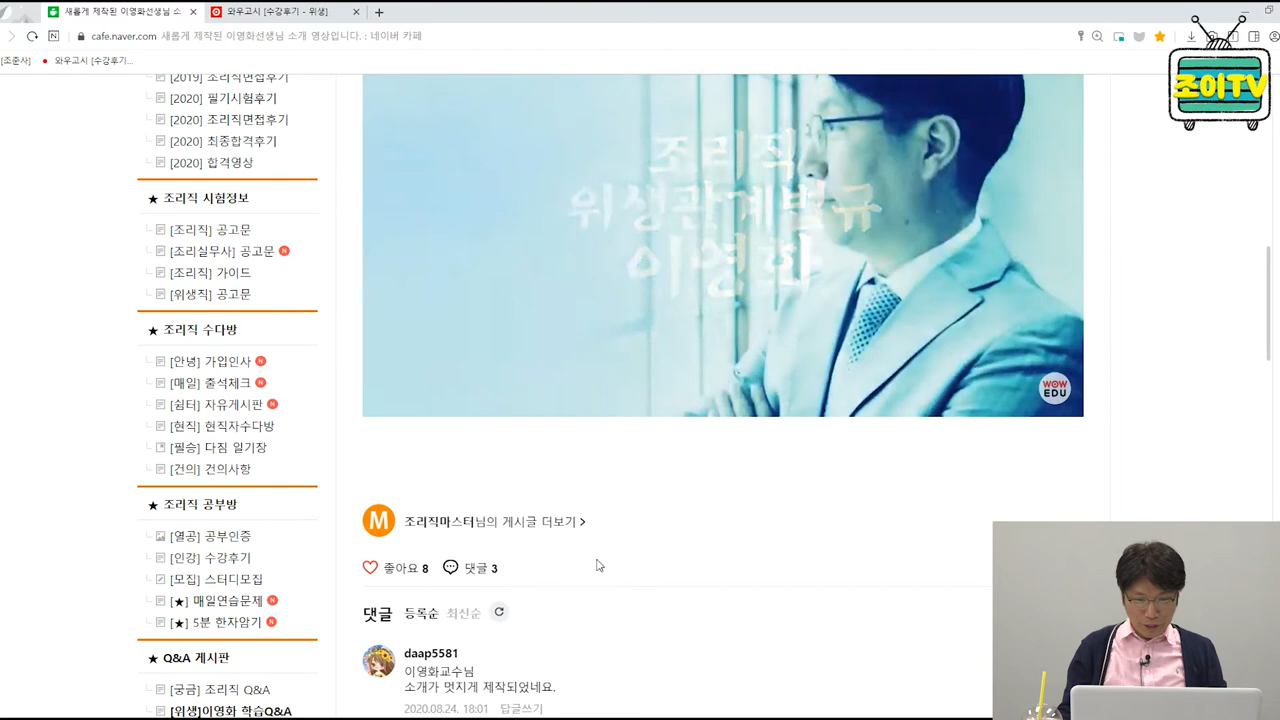 새롭게 제작된 이영화선생님 소
와우고시 [수강후기 - 위생]
cafe.naver.com 새롭게 제작된 이영화선생님 소개 영상입니다. : 네이버 카페
[조준사]
와우고시 [수강후기...
조이TV
[2019] 조리직면접후기
[2020] 필기시험후기
[2020] 조리직면접후기
[2020] 최종합격후기
[2020] 합격영상
★ 조리직 시험정보
[조리직] 공고문
[조리실무사] 공고문 N
[조리직] 가이드
[위생직] 공고문
★ 조리직 수다방
[안녕] 가입인사 N
[매일] 출석체크 N
[쉼터] 자유게시판 N
[현직] 현직자수다방
[필승] 다짐 일기장
[건의] 건의사항
★ 조리직 공부방
[열공] 공부인증
[인강] 수강후기
[모집] 스터디모집
[★] 매일연습문제 N
[★] 5분 한자암기 N
★ Q&A 게시판
[궁금] 조리직 Q&A
[위생]이영화 학습Q&A
조리직
위생관계법규
이영화
WOW
EDU
M
조리직마스터님의 게시글 더보기 >
좋아요 8 댓글 3
댓글 등록순 최신순
daap5581
이영화교수님
소개가 멋지게 제작되었네요.
2020.08.24. 18:01 답글쓰기